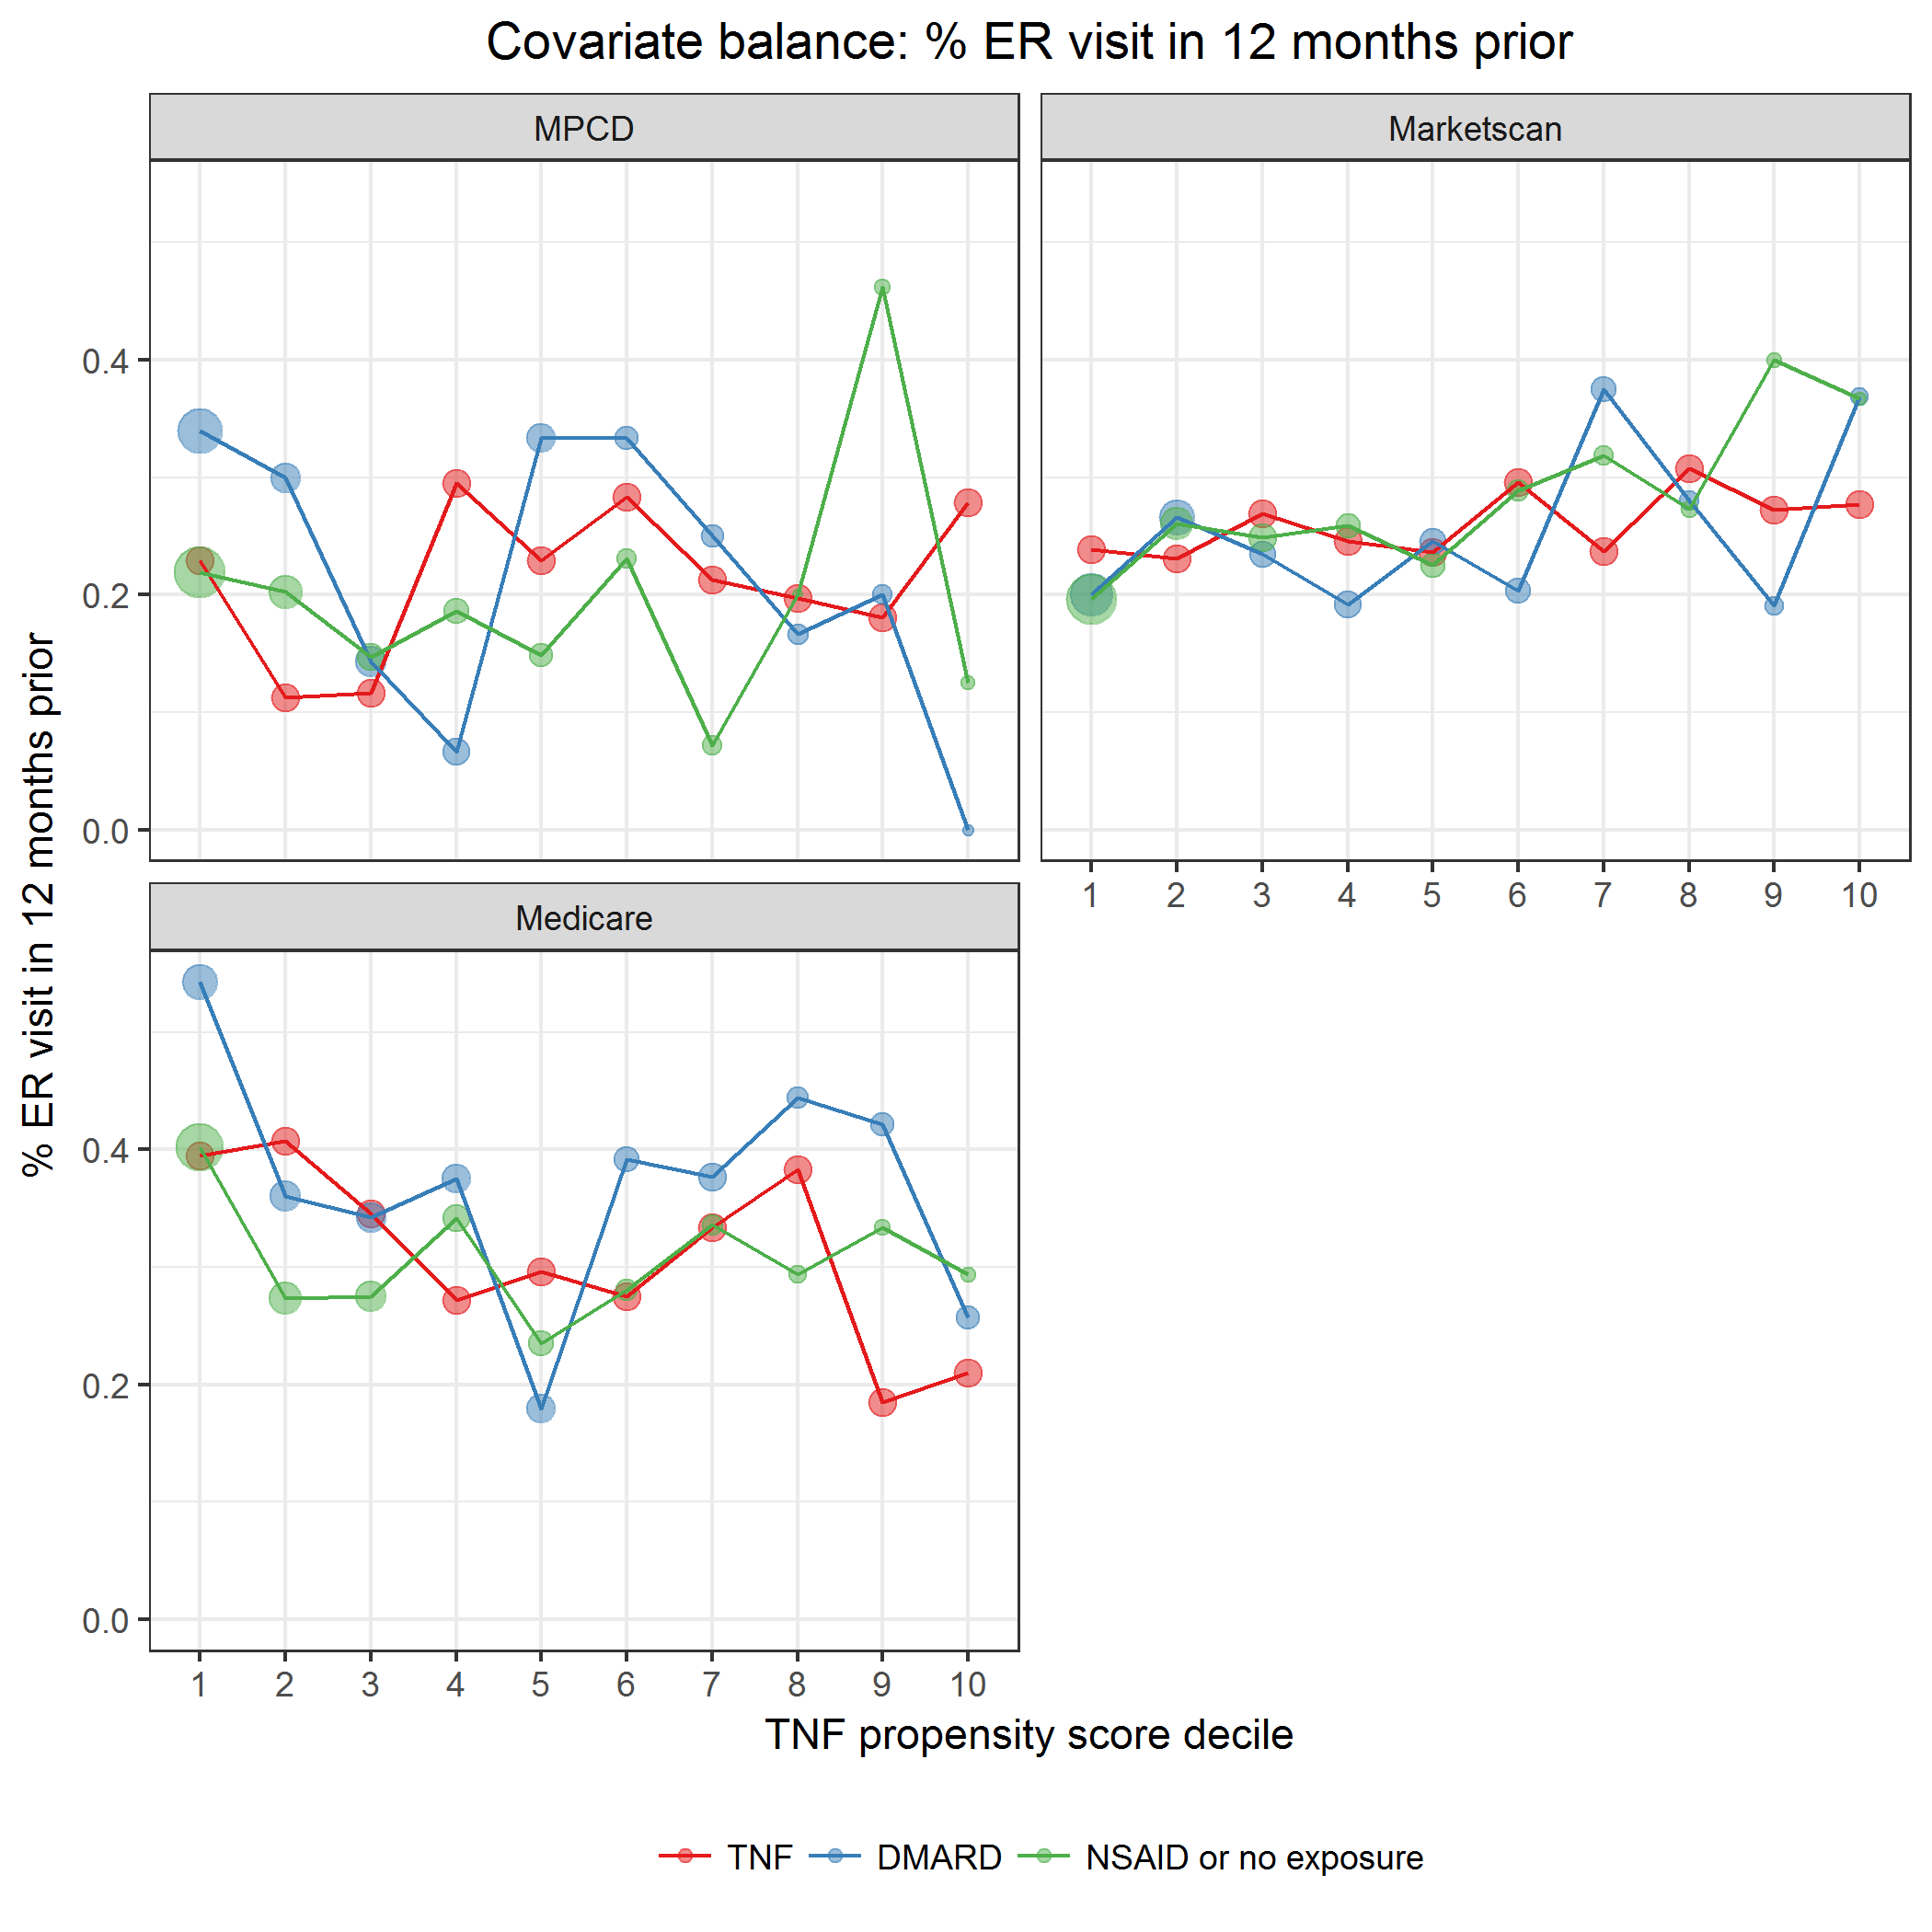 Covariate balance: % ER visit in 12 months prior
MPCD
Marketscan
0.4
0.2
0.0
1 2 3 4 5 6 7 8 9 10
Medicare
0.4
0.2
0.0
1 2 3 4 5 6 7 8 9 10
% ER visit in 12 months prior
TNF propensity score decile
TNF DMARD NSAID or no exposure